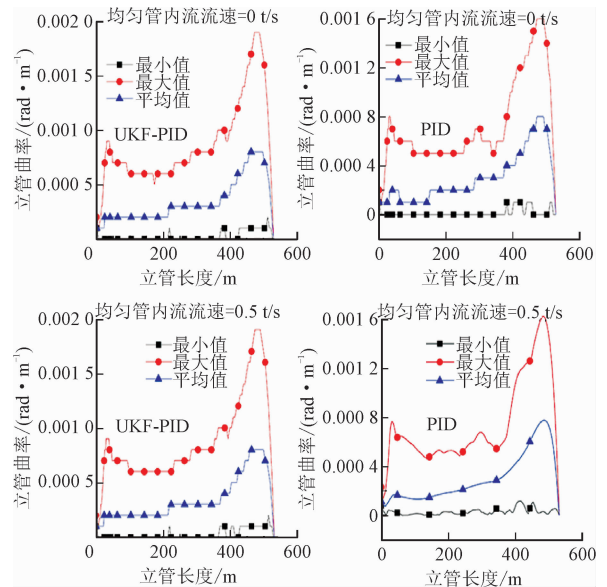 均匀管内流流速=0 t/s
0.002 0
0.001 5
0.001 0
0.000 5
立管曲率/(rad·m⁻¹)
最小值
最大值
平均值
UKF-PID
0 200 400 600
立管长度/m
均匀管内流流速=0 t/s
0.001 6
0.001 2
0.000 8
0.000 4
0
立管曲率/(rad·m⁻¹)
最小值
最大值
平均值
PID
0 200 400 600
立管长度/m
均匀管内流流速=0.5 t/s
0.002 0
0.001 5
0.001 0
0.000 5
立管曲率/(rad·m⁻¹)
最小值
最大值
平均值
UKF-PID
0 200 400 600
立管长度/m
均匀管内流流速=0.5 t/s
0.001 6
0.001 2
0.000 8
0.000 4
0
立管曲率/(rad·m⁻¹)
最小值
最大值
平均值
PID
0 200 400 600
立管长度/m